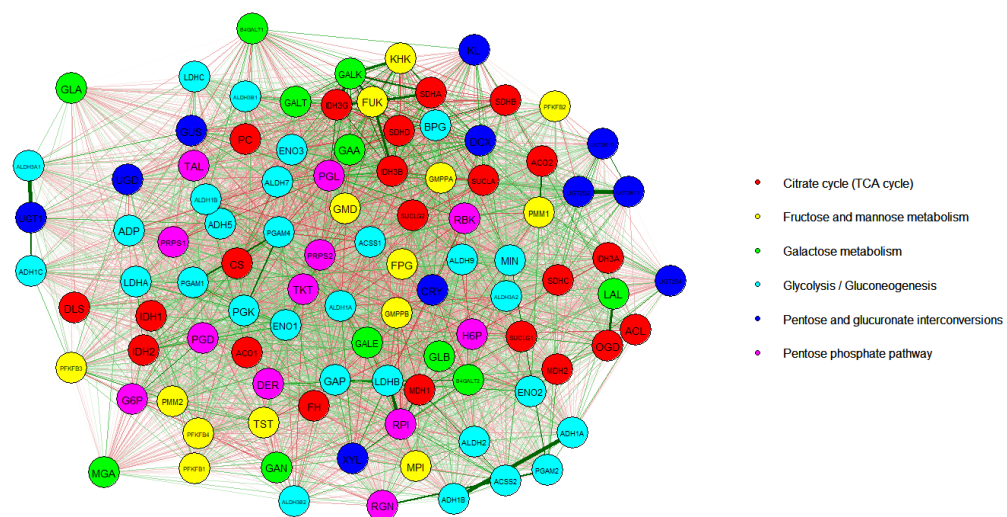 B4GALT1
KL
KHK
GALK
LDHC
GLA
SDHA
ALDH3B1
GALT
IDH3G
FUK
SDHB
PFKFB2
BPG
GUS
PC
SDHD
DCX
ENO3
GAA
ACO2
TAL
ALDH3A1
PGL
IDH3B
GMPPA
SUCLA
UGD
ALDH7
ALDH1B
GMD
SUCLG2
RBK
PMM1
UGT1
ADH5
ADP
PGAM4
PRPS1
ACSS1
PRPS2
ALDH9
MIN
IDH3A
FPG
CS
ADH1C
LDHA
PGAM1
TKT
CRY
SDHC
ALDH3A2
LAL
DLS
IDH1
PGK
ALDH1A
GMPPB
ENO1
PGD
H6P
SUCLG1
ACL
GALE
OGD
IDH2
ACO1
GLB
PFKFB3
MDH2
DER
GAP
LDHB
MDH1
B4GALT2
ENO2
G6P
PMM2
FH
TST
RPI
PFKFB4
ADH1A
ALDH2
XYL
MGA
PFKFB1
GAN
MPI
PGAM2
ACSS2
ALDH3B2
RGN
ADH1B
Citrate cycle (TCA cycle)
Fructose and mannose metabolism
Galactose metabolism
Glycolysis / Gluconeogenesis
Pentose and glucuronate interconversions
Pentose phosphate pathway